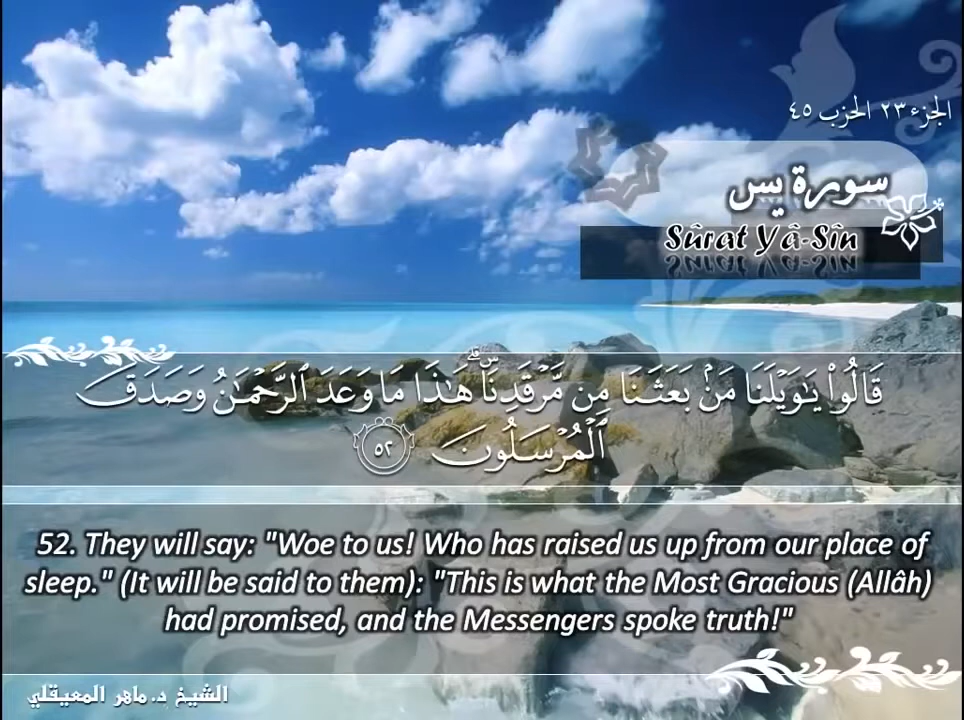 الجزء ٢٣ الحزب ٤٥
سورة يس
Sûrat Yâ-Sîn
قَالُواْ يَٰوَيْلَنَا مَنۢ بَعَثَنَا مِن مَّرْقَدِنَاۜۗ هَٰذَا مَا وَعَدَ ٱلرَّحْمَٰنُ وَصَدَقَ
ٱلْمُرْسَلُونَ ٥٢
52. They will say: "Woe to us! Who has raised us up from our place of
sleep." (It will be said to them): "This is what the Most Gracious (Allâh)
had promised, and the Messengers spoke truth!"
الشيخ د. ماهر المعيقلي